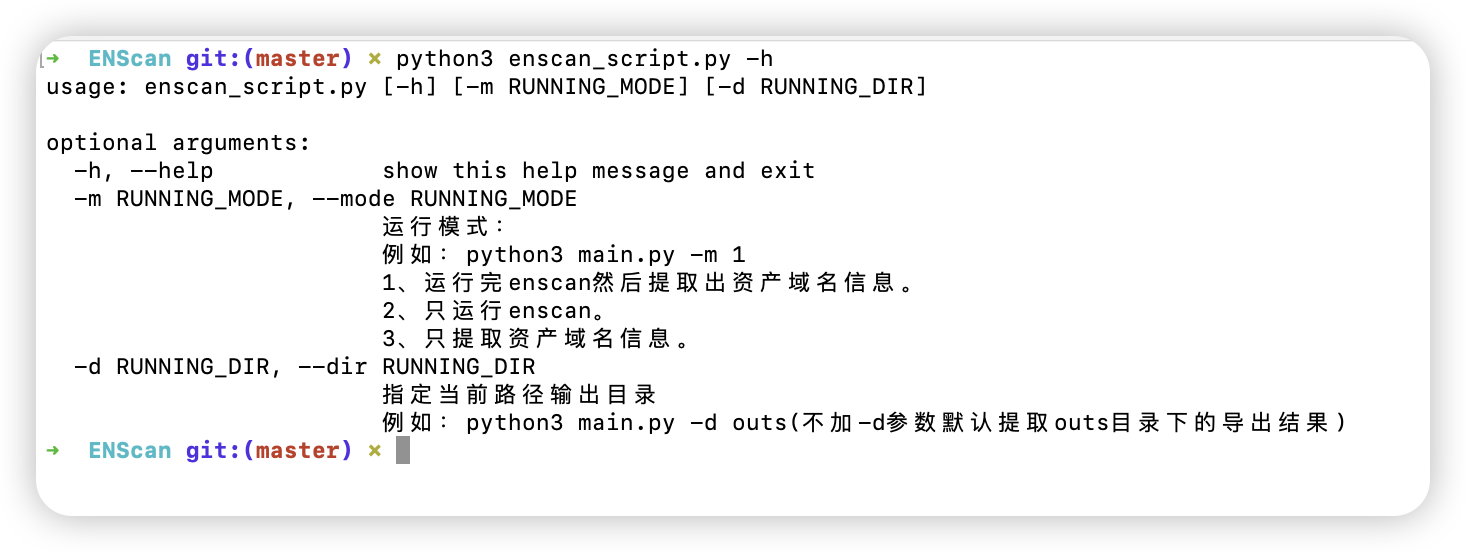 ➜  ENScan git:(master) ✗ python3 enscan_script.py -h
usage: enscan_script.py [-h] [-m RUNNING_MODE] [-d RUNNING_DIR]
optional arguments:
  -h, --help            show this help message and exit
  -m RUNNING_MODE, --mode RUNNING_MODE
                        运行模式：
                        例如：python3 main.py -m 1
                        1、运行完enscan然后提取出资产域名信息。
                        2、只运行enscan。
                        3、只提取资产域名信息。
  -d RUNNING_DIR, --dir RUNNING_DIR
                        指定当前路径输出目录
                        例如：python3 main.py -d outs(不加-d参数默认提取outs目录下的导出结果)
➜  ENScan git:(master) ✗